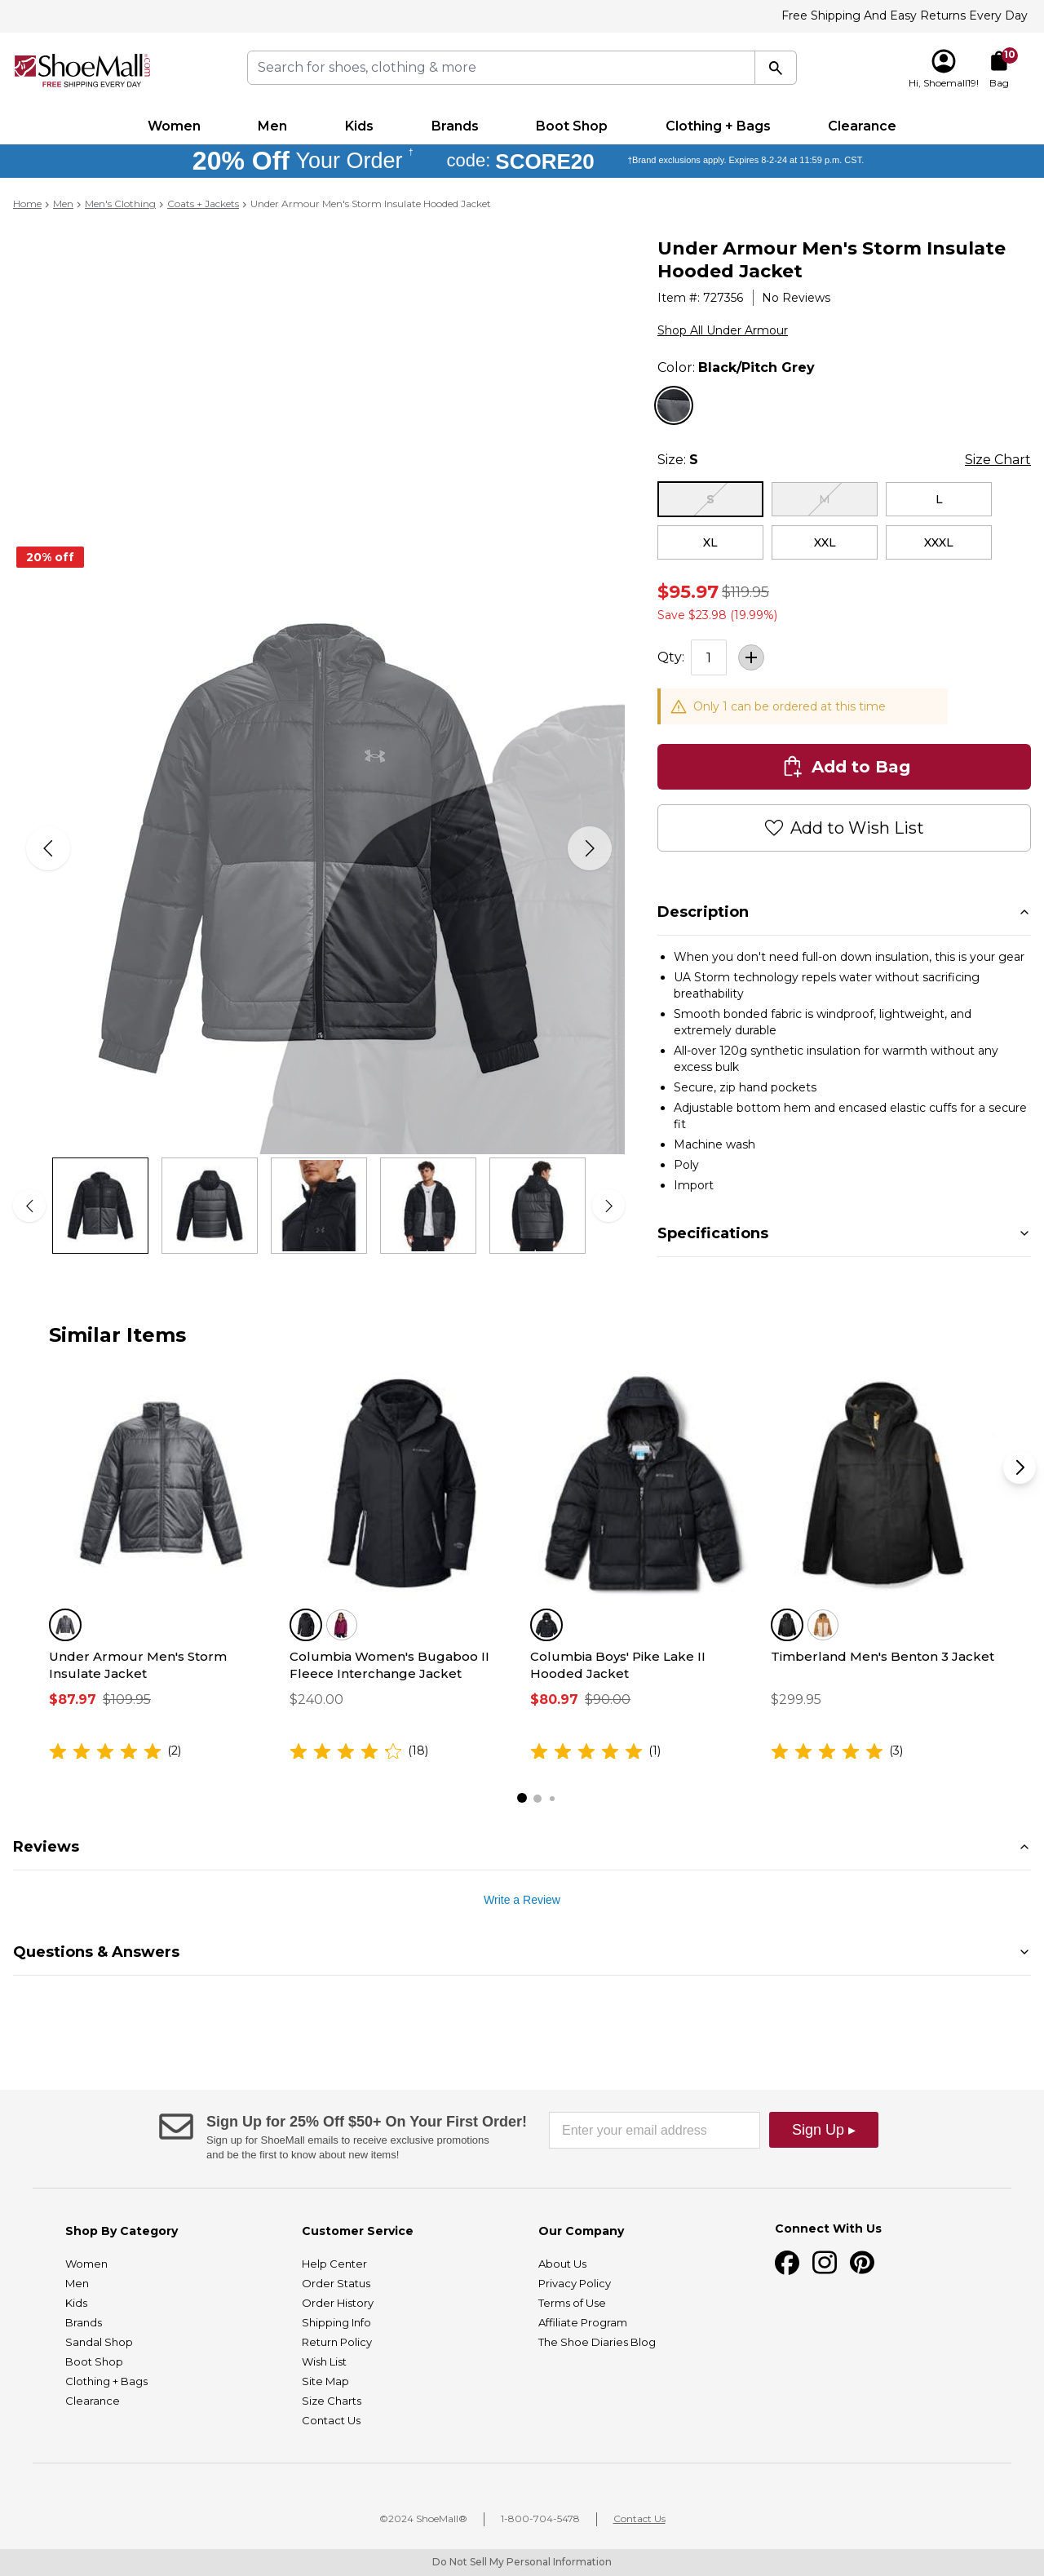 Free Shipping And Easy Returns Every Day
ShoeMall.com
FREE SHIPPING EVERY DAY
Search for shoes, clothing & more
10
Hi, Shoemall19!
Bag
Women
Men
Kids
Brands
Boot Shop
Clothing + Bags
Clearance
20% Off Your Order † code: SCORE20 †Brand exclusions apply. Expires 8-2-24 at 11:59 p.m. CST.
Home > Men > Men's Clothing > Coats + Jackets > Under Armour Men's Storm Insulate Hooded Jacket
20% off
Under Armour Men's Storm Insulate
Hooded Jacket
Item #: 727356 | No Reviews
Shop All Under Armour
Color: Black/Pitch Grey
Size: S
Size Chart
S
M
L
XL
XXL
XXXL
$95.97 $119.95
Save $23.98 (19.99%)
Qty: 1
Only 1 can be ordered at this time
Add to Bag
Add to Wish List
Description
• When you don't need full-on down insulation, this is your gear
• UA Storm technology repels water without sacrificing
breathability
• Smooth bonded fabric is windproof, lightweight, and
extremely durable
• All-over 120g synthetic insulation for warmth without any
excess bulk
• Secure, zip hand pockets
• Adjustable bottom hem and encased elastic cuffs for a secure
fit
• Machine wash
• Poly
• Import
Specifications
Similar Items
Under Armour Men's Storm
Insulate Jacket
$87.97 $109.95
(2)
Columbia Women's Bugaboo II
Fleece Interchange Jacket
$240.00
(18)
Columbia Boys' Pike Lake II
Hooded Jacket
$80.97 $90.00
(1)
Timberland Men's Benton 3 Jacket
$299.95
(3)
Reviews
Write a Review
Questions & Answers
Sign Up for 25% Off $50+ On Your First Order!
Sign up for ShoeMall emails to receive exclusive promotions
and be the first to know about new items!
Enter your email address
Sign Up ▸
Shop By Category
Women
Men
Kids
Brands
Sandal Shop
Boot Shop
Clothing + Bags
Clearance
Customer Service
Help Center
Order Status
Order History
Shipping Info
Return Policy
Wish List
Site Map
Size Charts
Contact Us
Our Company
About Us
Privacy Policy
Terms of Use
Affiliate Program
The Shoe Diaries Blog
Connect With Us
©2024 ShoeMall® | 1-800-704-5478 | Contact Us
Do Not Sell My Personal Information